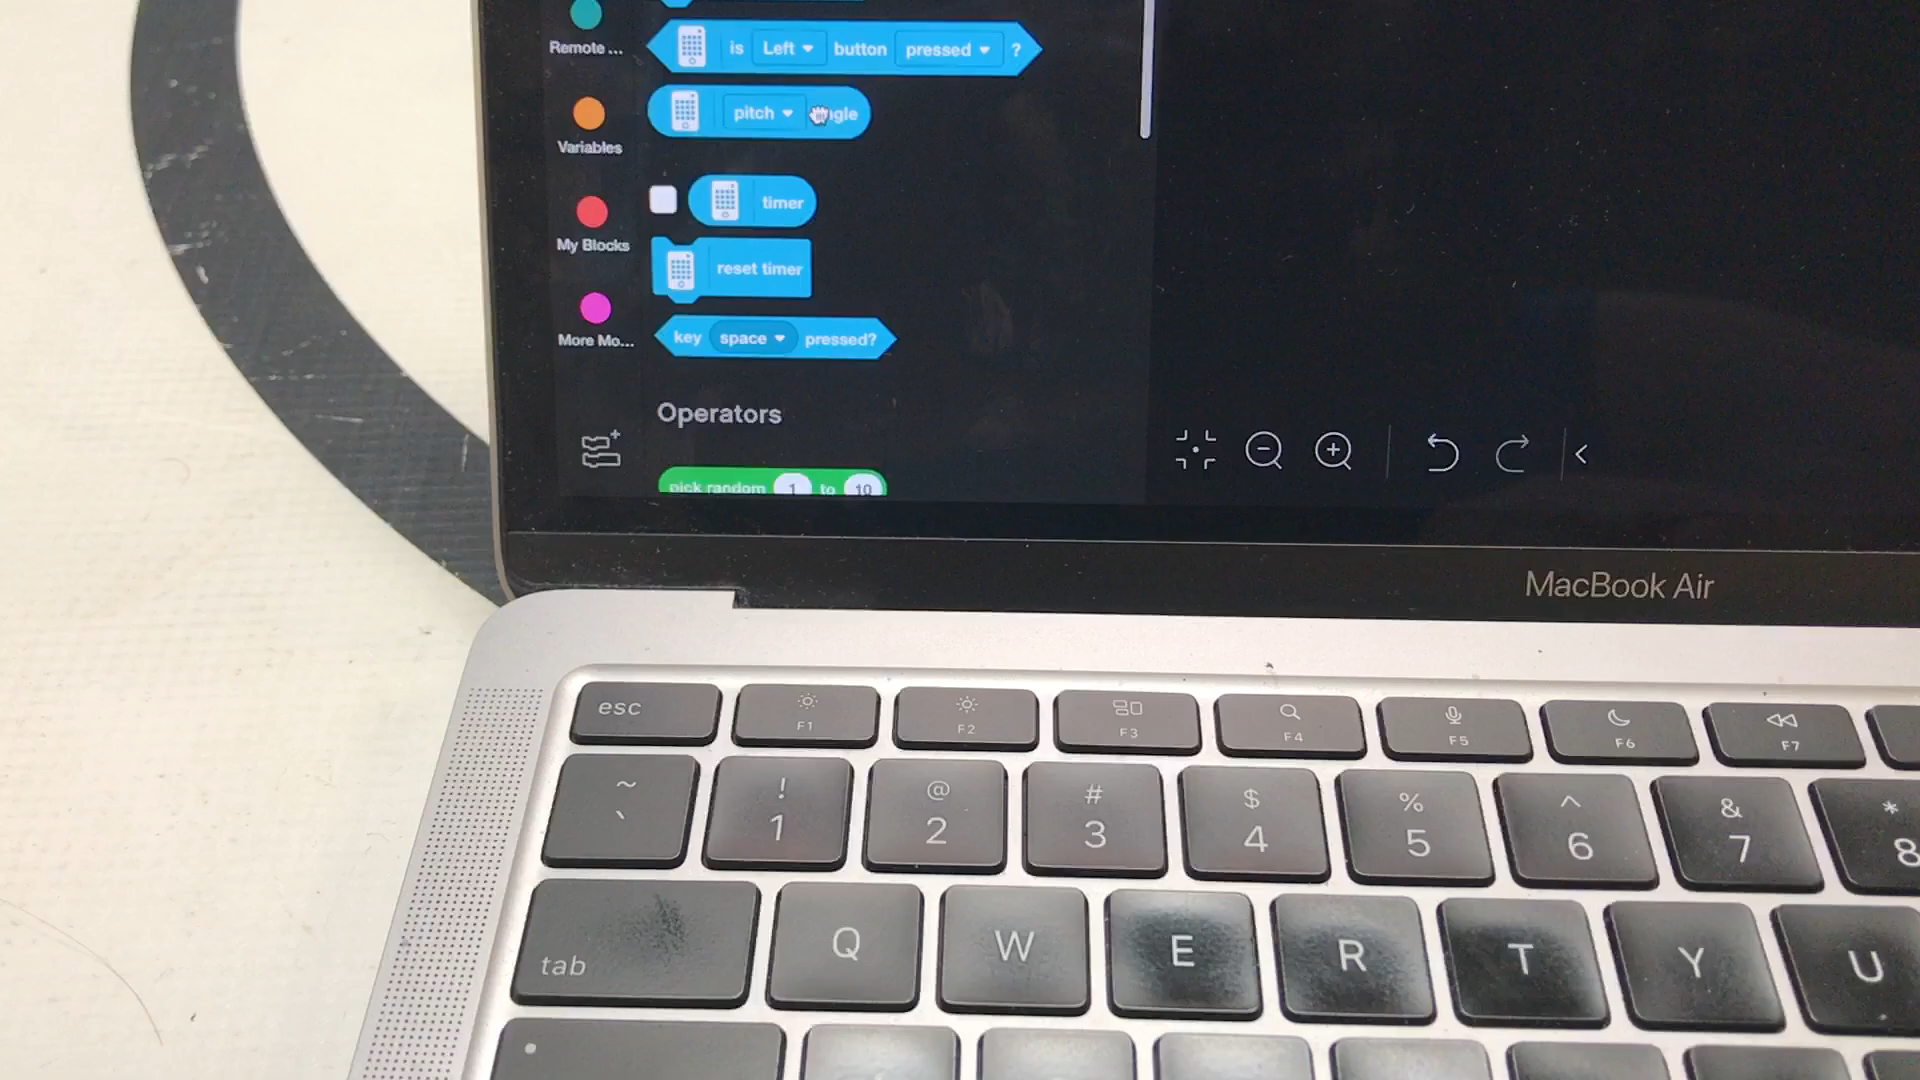 Remote ...
is Left button pressed ?
pitch
Variables
timer
My Blocks
reset timer
More Mo...
key space pressed?
Operators
pick random 1 to 10
MacBook Air
esc
F1
F2
F3
F4
F5
F6
F7
~
`
!
1
@
2
#
3
$
4
%
5
^
6
&
7
*
8
tab
Q
W
E
R
T
Y
U